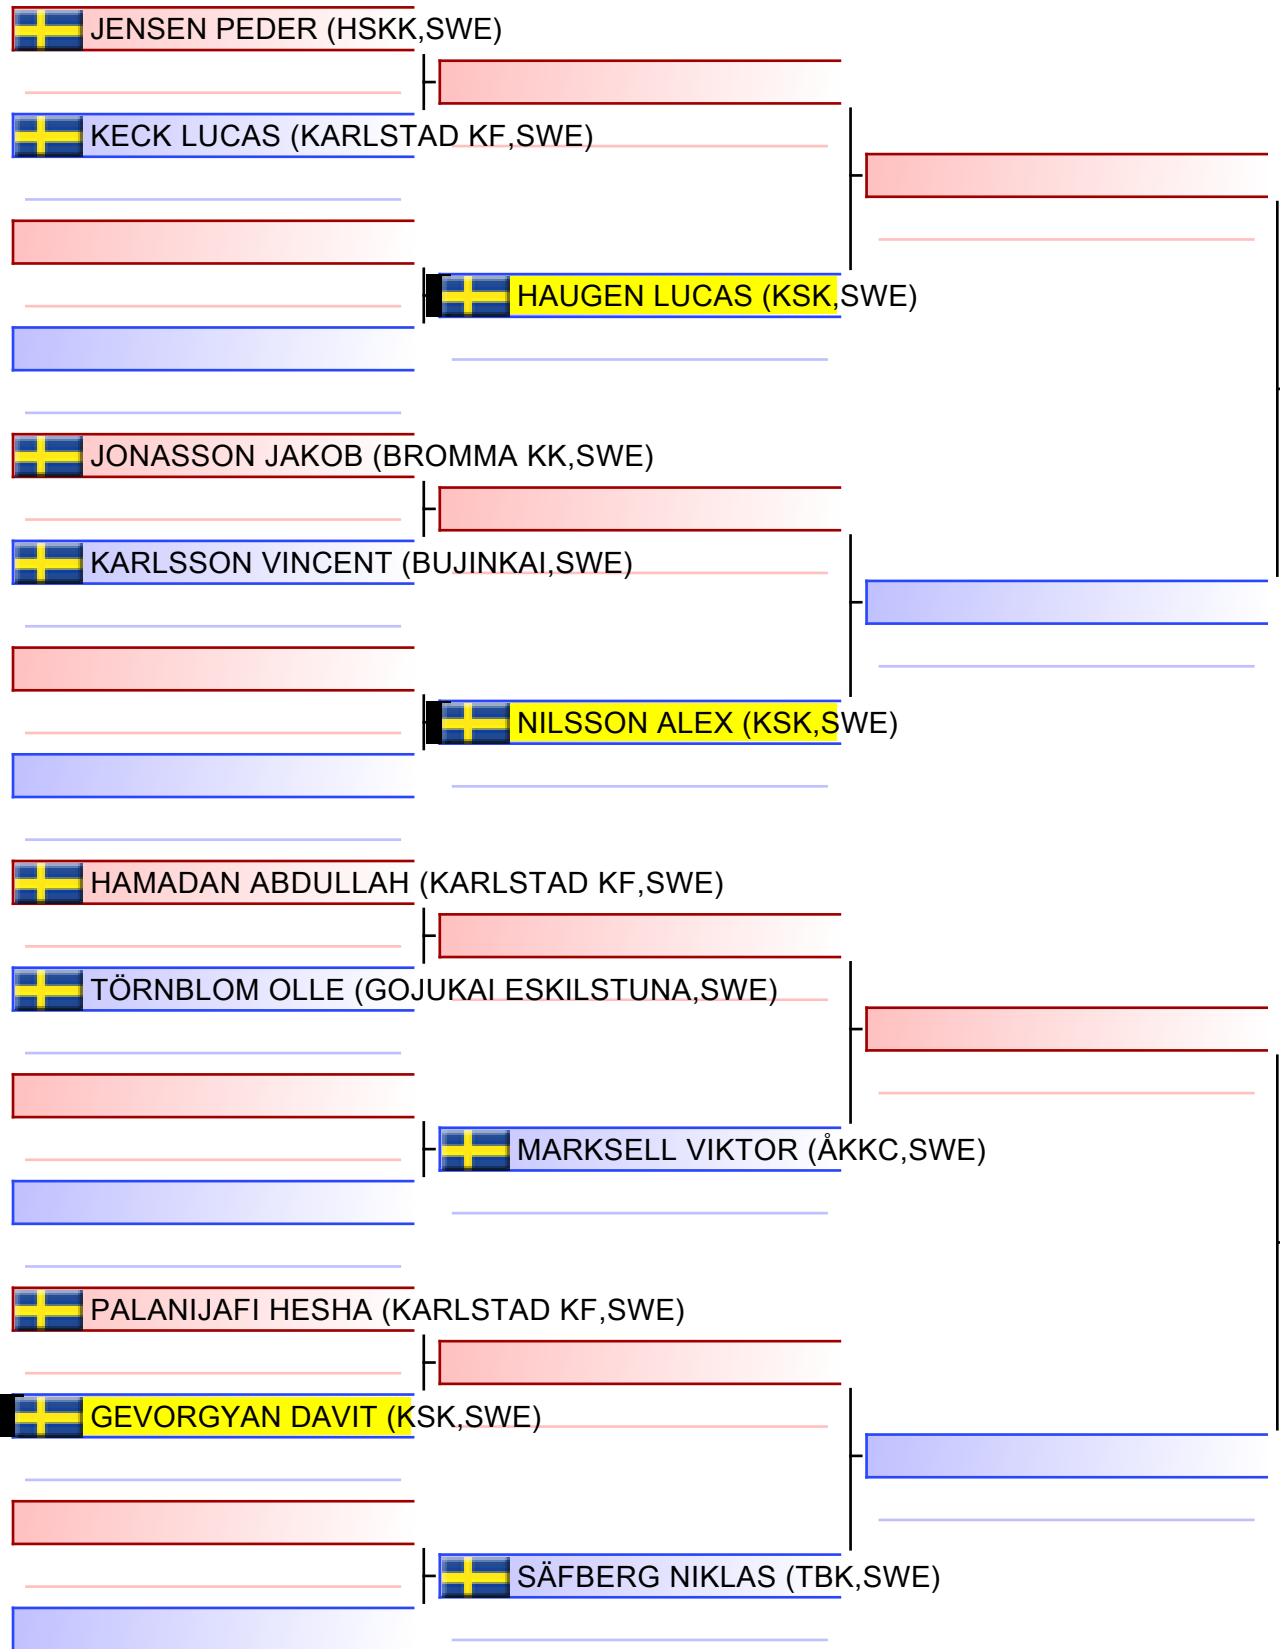 JENSEN PEDER (HSKK,SWE)
KECK LUCAS (KARLSTAD KF,SWE)
HAUGEN LUCAS (KSK,SWE)
JONASSON JAKOB (BROMMA KK,SWE)
KARLSSON VINCENT (BUJINKAI,SWE)
NILSSON ALEX (KSK,SWE)
HAMADAN ABDULLAH (KARLSTAD KF,SWE)
TÖRNBLOM OLLE (GOJUKAI ESKILSTUNA,SWE)
MARKSELL VIKTOR (ÅKKC,SWE)
PALANIJAFI HESHA (KARLSTAD KF,SWE)
GEVORGYAN DAVIT (KSK,SWE)
SÄFBERG NIKLAS (TBK,SWE)